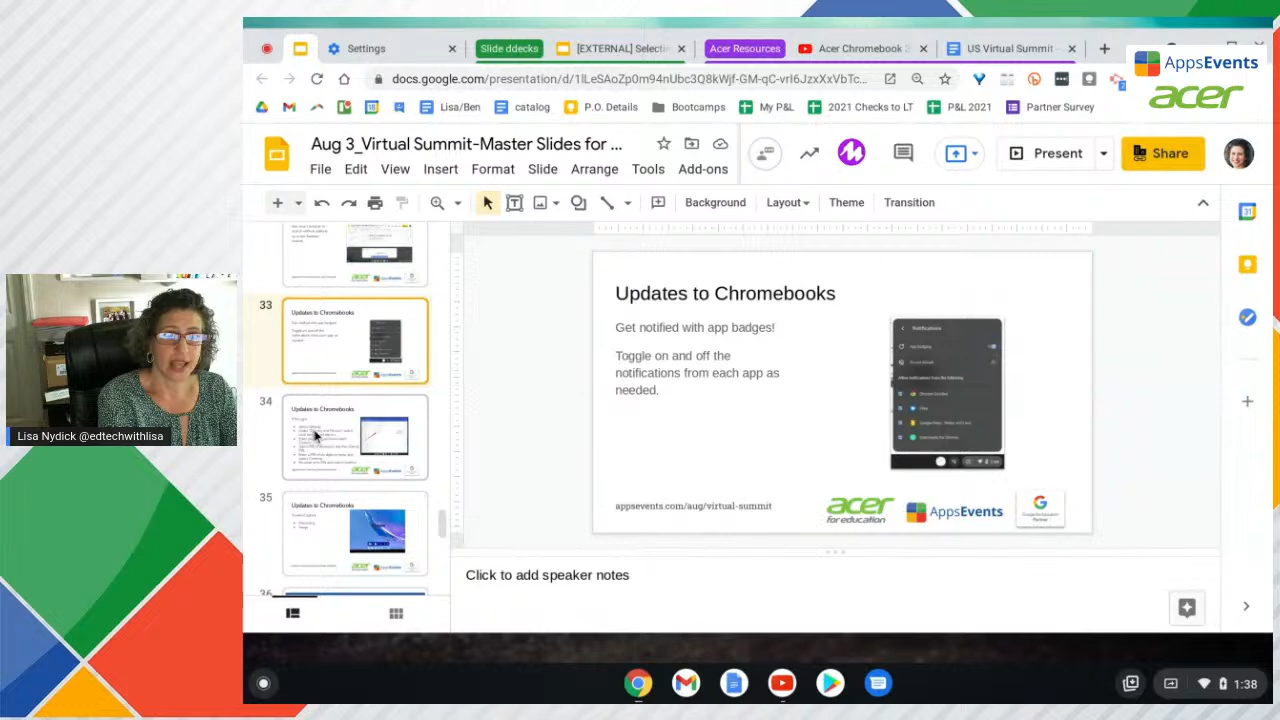 Settings
Slide ddecks
[EXTERNAL] Selecti
Acer Resources
Acer Chromebook
US Virtual Summit
AppsEvents
acer
docs.google.com/presentation/d/1lLeSAoZp0m94nUbc3Q8kWjf-GM-qC-vrI6JzxXxVbTc...
Lisa/Ben
catalog
P.O. Details
Bootcamps
My P&L
2021 Checks to LT
P&L 2021
Partner Survey
Aug 3_Virtual Summit-Master Slides for ...
File Edit View Insert Format Slide Arrange Tools Add-ons
Present
Share
Background
Layout
Theme
Transition
33
Updates to Chromebooks
34
Updates to Chromebooks
35
Updates to Chromebooks
Updates to Chromebooks
Get notified with app badges!
Toggle on and off the
notifications from each app as
needed.
Notifications
appsevents.com/aug/virtual-summit
acer
for education
AppsEvents
Click to add speaker notes
@edtechwithlisa
1:38